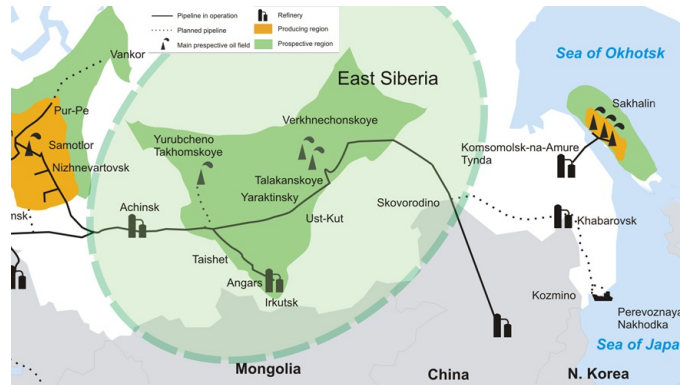 Pipeline in operation
Planned pipeline
Main prespective oil field
Refinery
Producing region
Prospective region
Vankor
Sea of Okhotsk
East Siberia
Pur-Pe
Sakhalin
Verkhnechonskoye
Samotlor
Yurubcheno
Takhomskoye
Komsomolsk-na-Amure
Tynda
Nizhnevartovsk
Talakanskoye
Yaraktinsky
Skovorodino
Achinsk
nsk
Ust-Kut
Khabarovsk
Taishet
Angars
Irkutsk
Kozmino
Perevoznaya
Nakhodka
Sea of Japa
Mongolia
China
N. Korea